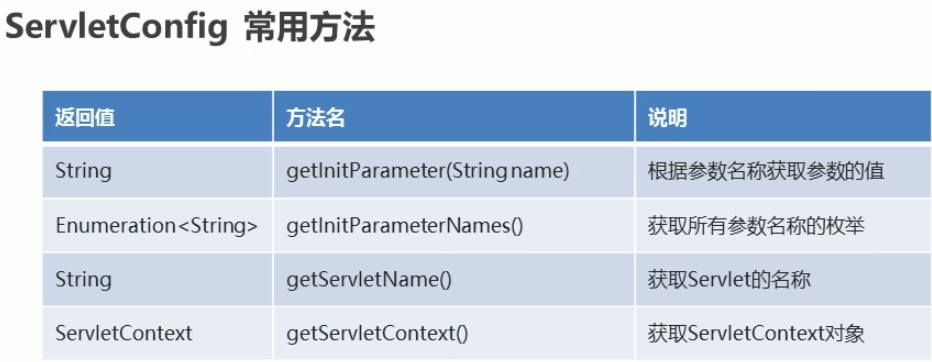 ServletConfig 常用方法
返回值 方法名 说明
String getInitParameter(String name) 根据参数名称获取参数的值
Enumeration<String> getInitParameterNames() 获取所有参数名称的枚举
String getServletName() 获取Servlet的名称
ServletContext getServletContext() 获取ServletContext对象